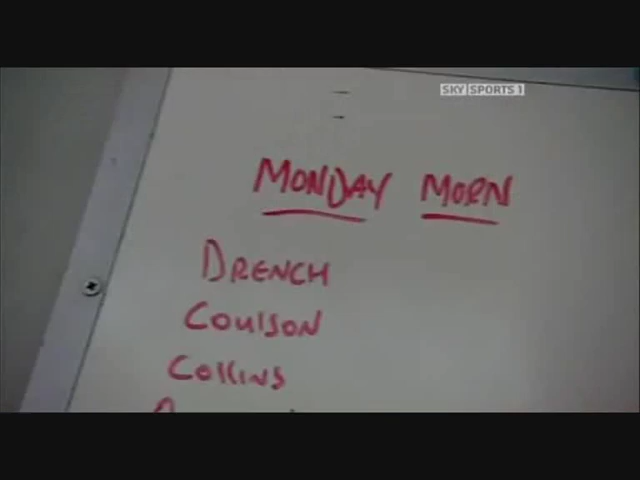 SKY SPORTS 1
MONDAY MORN
DRENCH
COULSON
COLLINS